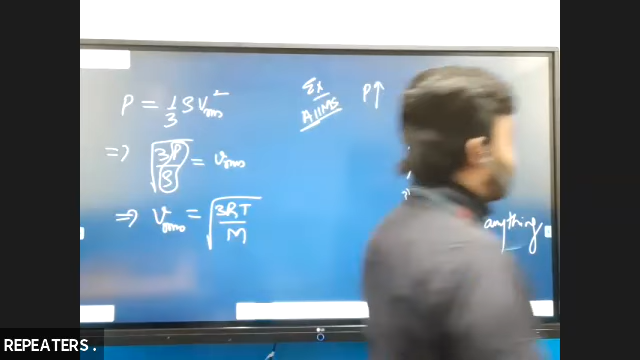 P = 1/3 ρ V²rms
⇒ √(3P/ρ) = Vrms
⇒ Vrms = √(3RT/M)
Ex
AIIMS
P↑
anything
REPEATERS.